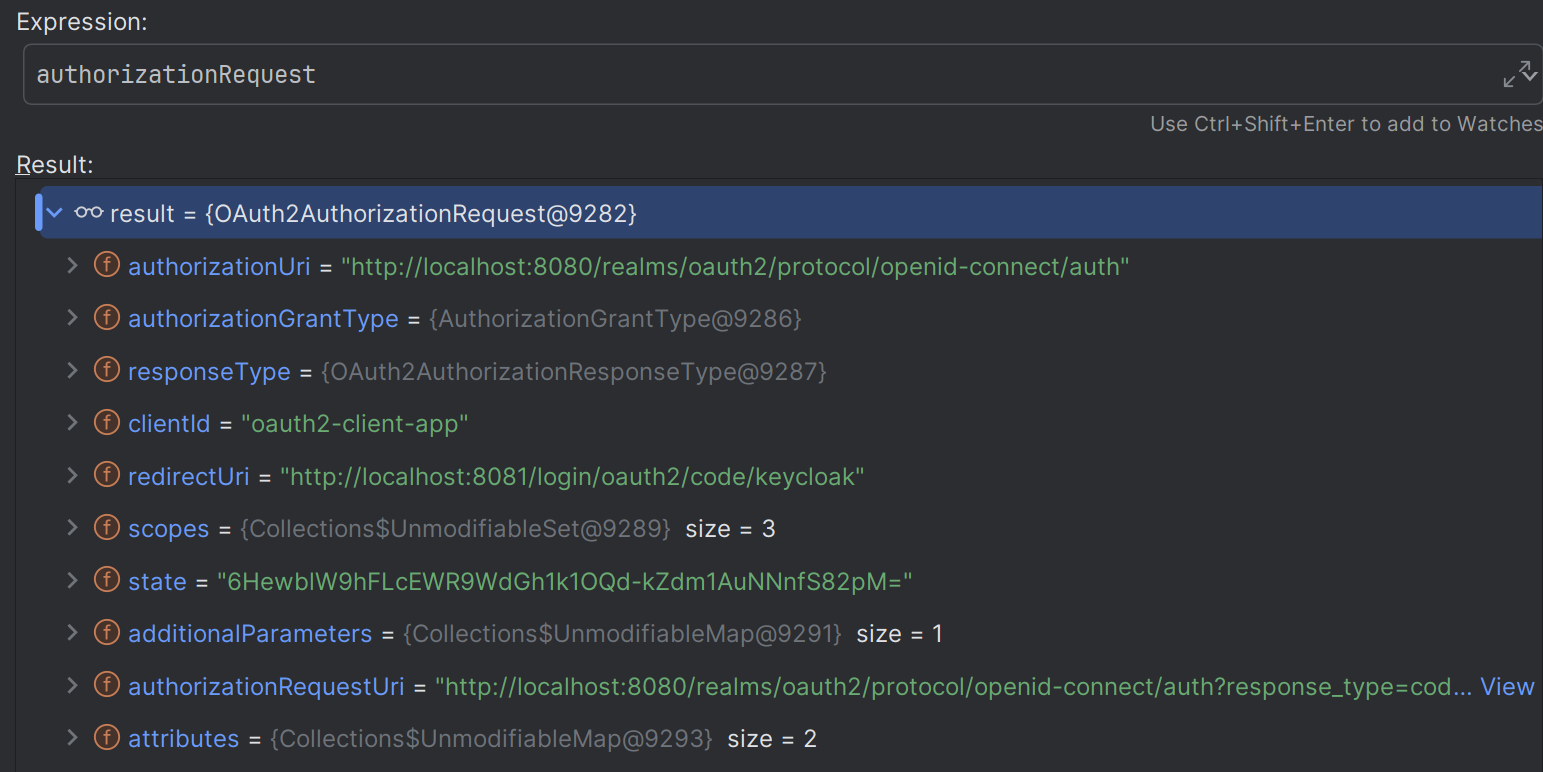 Expression:
authorizationRequest
Use Ctrl+Shift+Enter to add to Watches
Result:
result = {OAuth2AuthorizationRequest@9282}
f authorizationUri = "http://localhost:8080/realms/oauth2/protocol/openid-connect/auth"
f authorizationGrantType = {AuthorizationGrantType@9286}
f responseType = {OAuth2AuthorizationResponseType@9287}
f clientId = "oauth2-client-app"
f redirectUri = "http://localhost:8081/login/oauth2/code/keycloak"
f scopes = {Collections$UnmodifiableSet@9289} size = 3
f state = "6HewblW9hFLcEWR9WdGh1k1OQd-kZdm1AuNNnfS82pM="
f additionalParameters = {Collections$UnmodifiableMap@9291} size = 1
f authorizationRequestUri = "http://localhost:8080/realms/oauth2/protocol/openid-connect/auth?response_type=cod... View
f attributes = {Collections$UnmodifiableMap@9293} size = 2